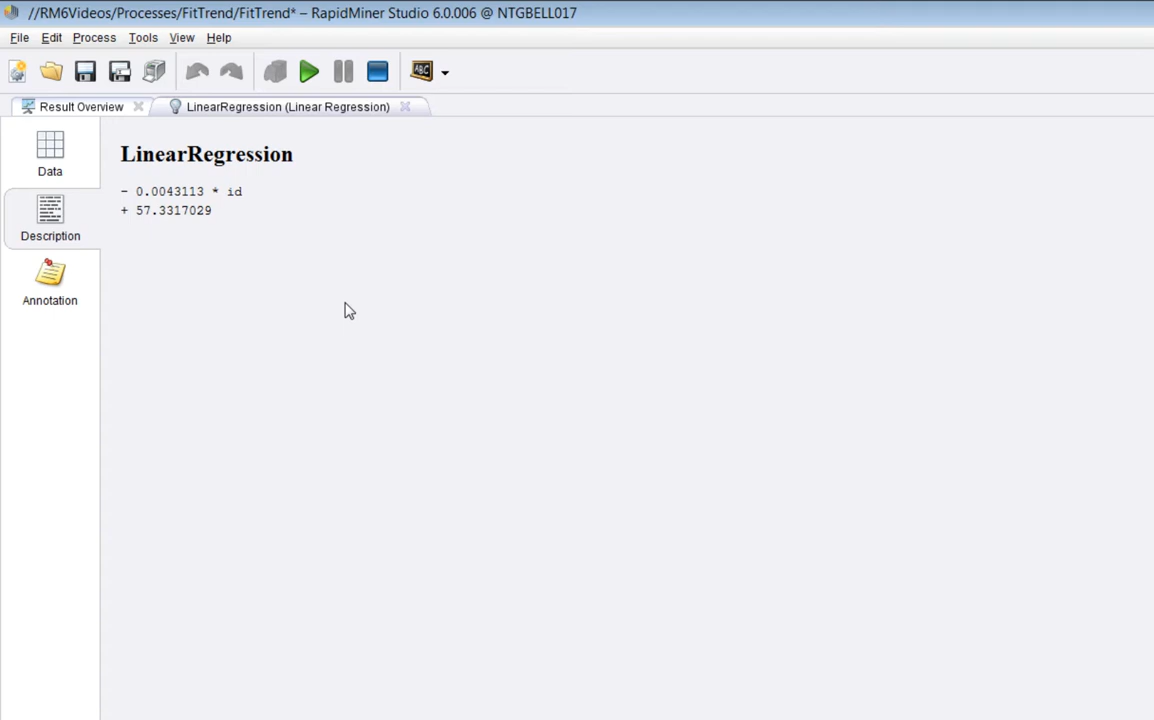 //RM6Videos/Processes/FitTrend/FitTrend* – RapidMiner Studio 6.0.006 @ NTGBELL017
File Edit Process Tools View Help
ABC
Result Overview LinearRegression (Linear Regression)
Data
Description
Annotation
LinearRegression
- 0.0043113 * id
+ 57.3317029